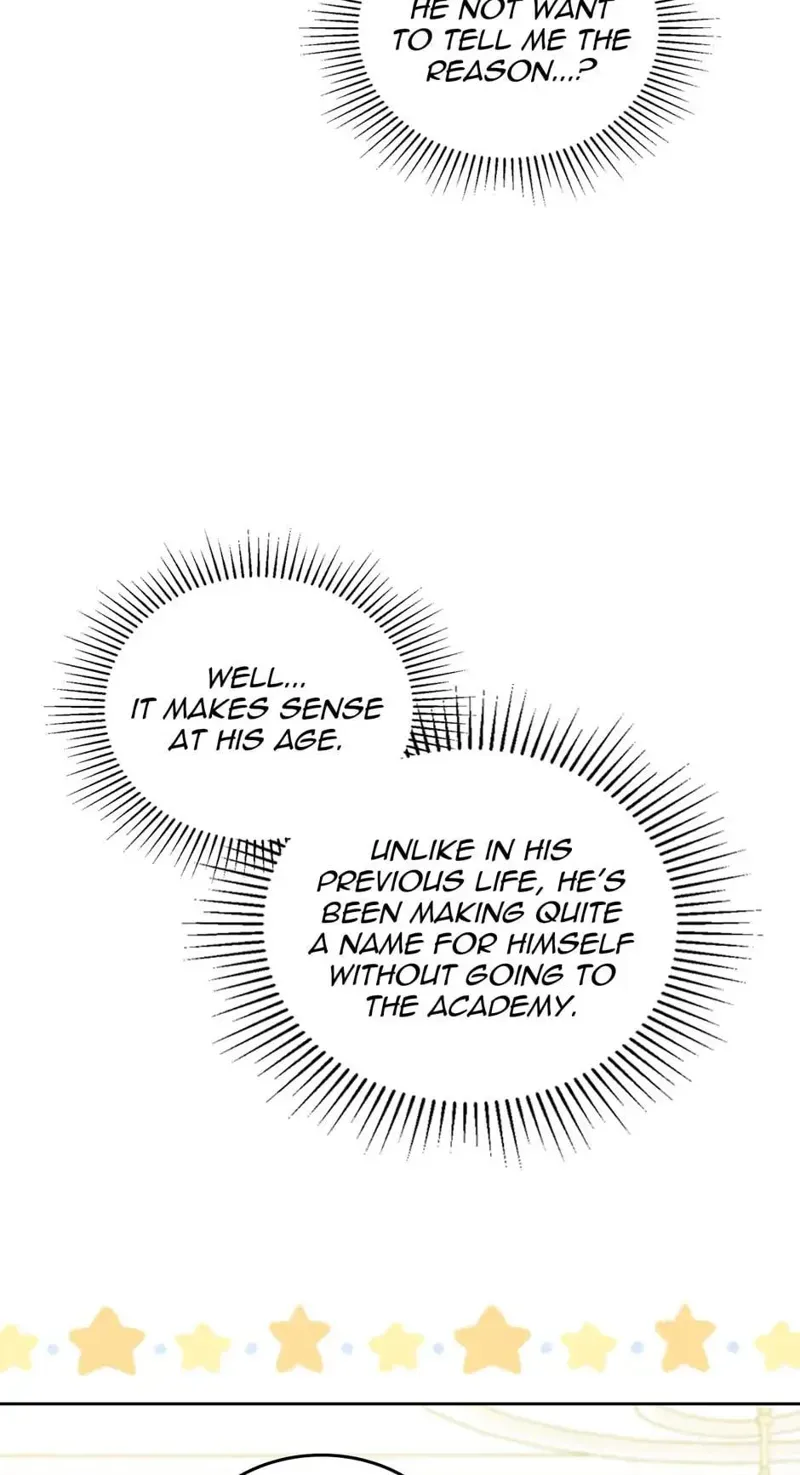 HE NOT WANT
TO TELL ME THE
REASON...?
WELL...
IT MAKES SENSE
AT HIS AGE.
UNLIKE IN HIS
PREVIOUS LIFE, HE'S
BEEN MAKING QUITE
A NAME FOR HIMSELF
WITHOUT GOING TO
THE ACADEMY.